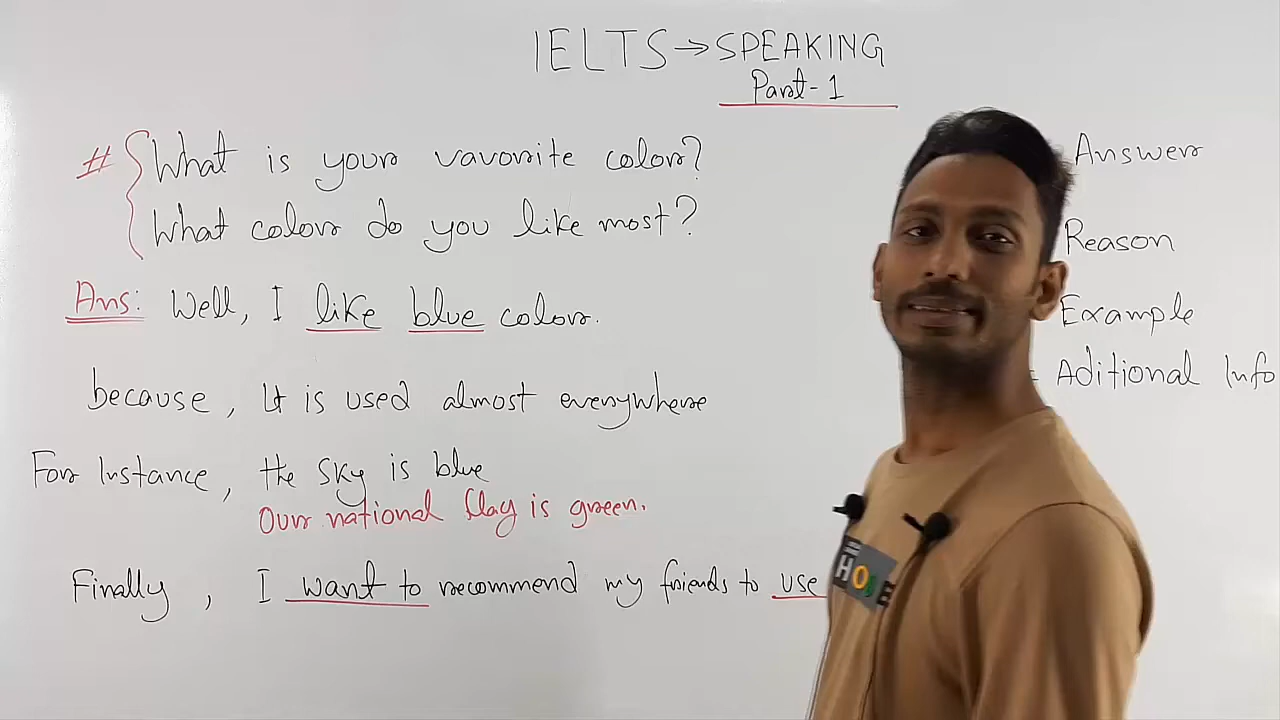 IELTS → SPEAKING
Part-1
# What is your vavorite color?
What color do you like most?
Ans: Well, I like blue color.
because, It is used almost everywhere
For Instance, the sky is blue
Our national flag is green.
Finally, I want to recommend my friends to use
Answer
Reason
Example
Aditional Info
HOPE